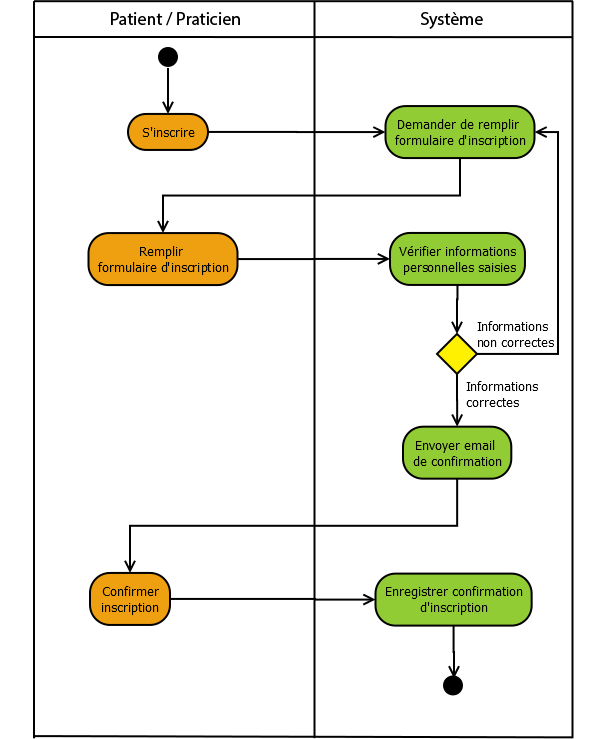 Patient / Praticien
Système
S'inscrire
Demander de remplir
formulaire d'inscription
Remplir
formulaire d'inscription
Vérifier informations
personnelles saisies
Informations
non correctes
Informations
correctes
Envoyer email
de confirmation
Confirmer
inscription
Enregistrer confirmation
d'inscription